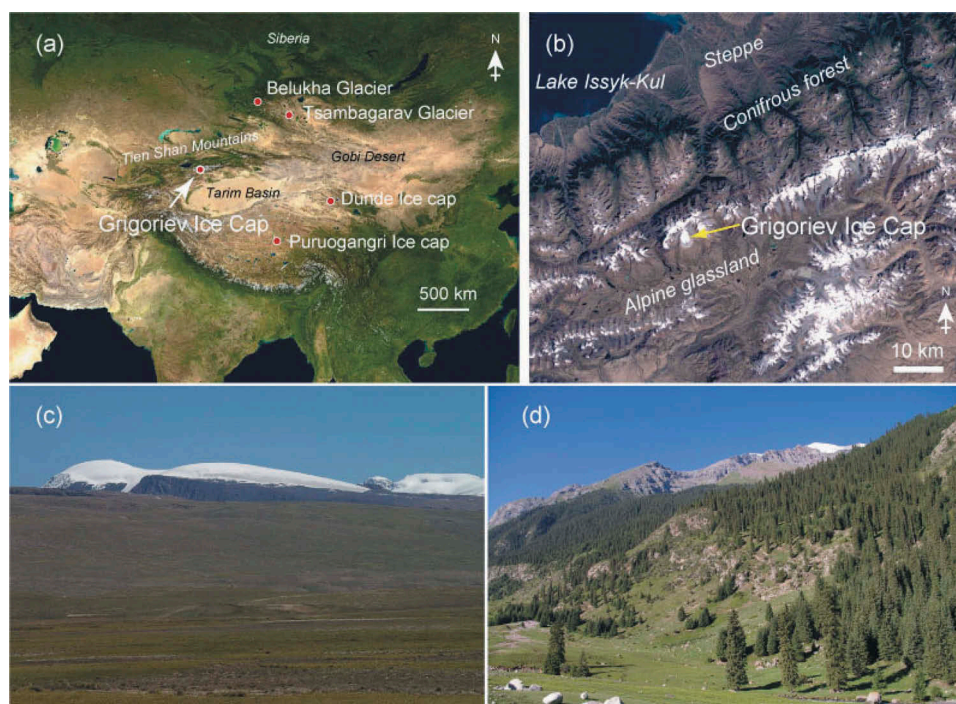 (a)
Siberia
N
Belukha Glacier
Tsambagarav Glacier
Tien Shan Mountains
Gobi Desert
Tarim Basin
Dunde Ice cap
Grigoriev Ice Cap
Puruogangri Ice cap
500 km
(b)
Steppe
Lake Issyk-Kul
Conifrous forest
Grigoriev Ice Cap
Alpine glassland
N
10 km
(c)
(d)